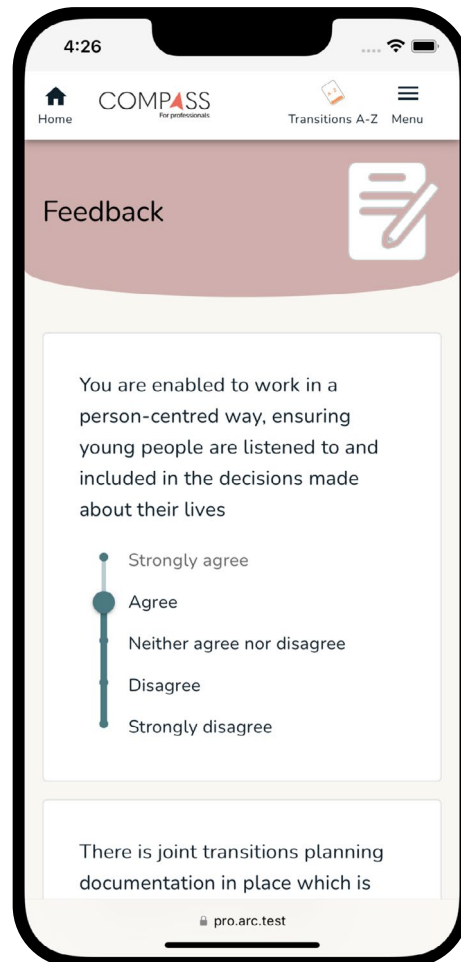 4:26
COMPASS
For professionals
Home
Transitions A-Z
Menu
Feedback
You are enabled to work in a
person-centred way, ensuring
young people are listened to and
included in the decisions made
about their lives
Strongly agree
Agree
Neither agree nor disagree
Disagree
Strongly disagree
There is joint transitions planning
documentation in place which is
pro.arc.test